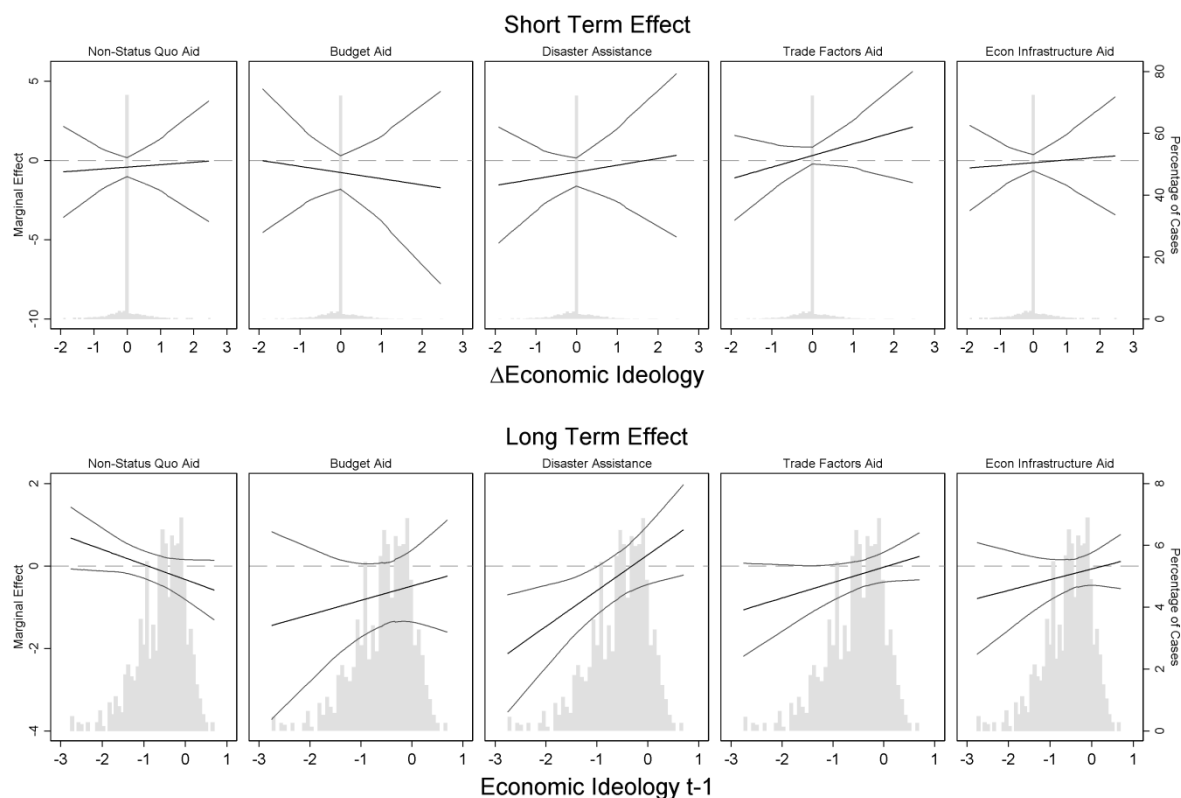 Short Term Effect
Non-Status Quo Aid Budget Aid Disaster Assistance Trade Factors Aid Econ Infrastructure Aid
Marginal Effect
5
0
-5
-10
80
60
40
20
0
Percentage of Cases
-2 -1 0 1 2 3 -2 -1 0 1 2 3 -2 -1 0 1 2 3 -2 -1 0 1 2 3 -2 -1 0 1 2 3
ΔEconomic Ideology
Long Term Effect
Non-Status Quo Aid Budget Aid Disaster Assistance Trade Factors Aid Econ Infrastructure Aid
Marginal Effect
2
0
-2
-4
8
6
4
2
0
Percentage of Cases
-3 -2 -1 0 1 -3 -2 -1 0 1 -3 -2 -1 0 1 -3 -2 -1 0 1 -3 -2 -1 0 1
Economic Ideology t-1